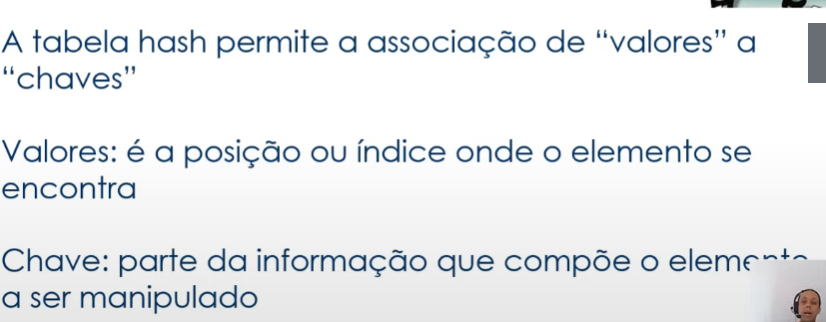 A tabela hash permite a associação de “valores” a
“chaves”
Valores: é a posição ou índice onde o elemento se
encontra
Chave: parte da informação que compõe o elemento
a ser manipulado